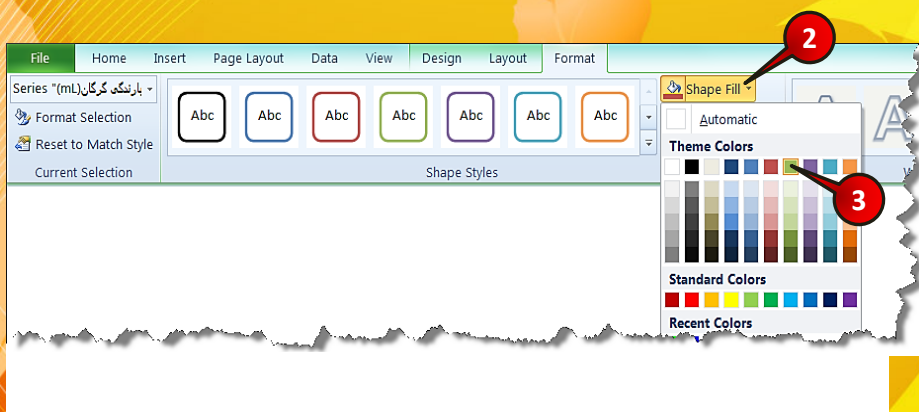 2
File Home Insert Page Layout Data View Design Layout Format
Series "(mL)بارندگی گرگان Shape Fill
Abc Abc Abc Abc Abc Abc Abc
Format Selection Automatic
Reset to Match Style Theme Colors
Current Selection Shape Styles
3
Standard Colors
Recent Colors